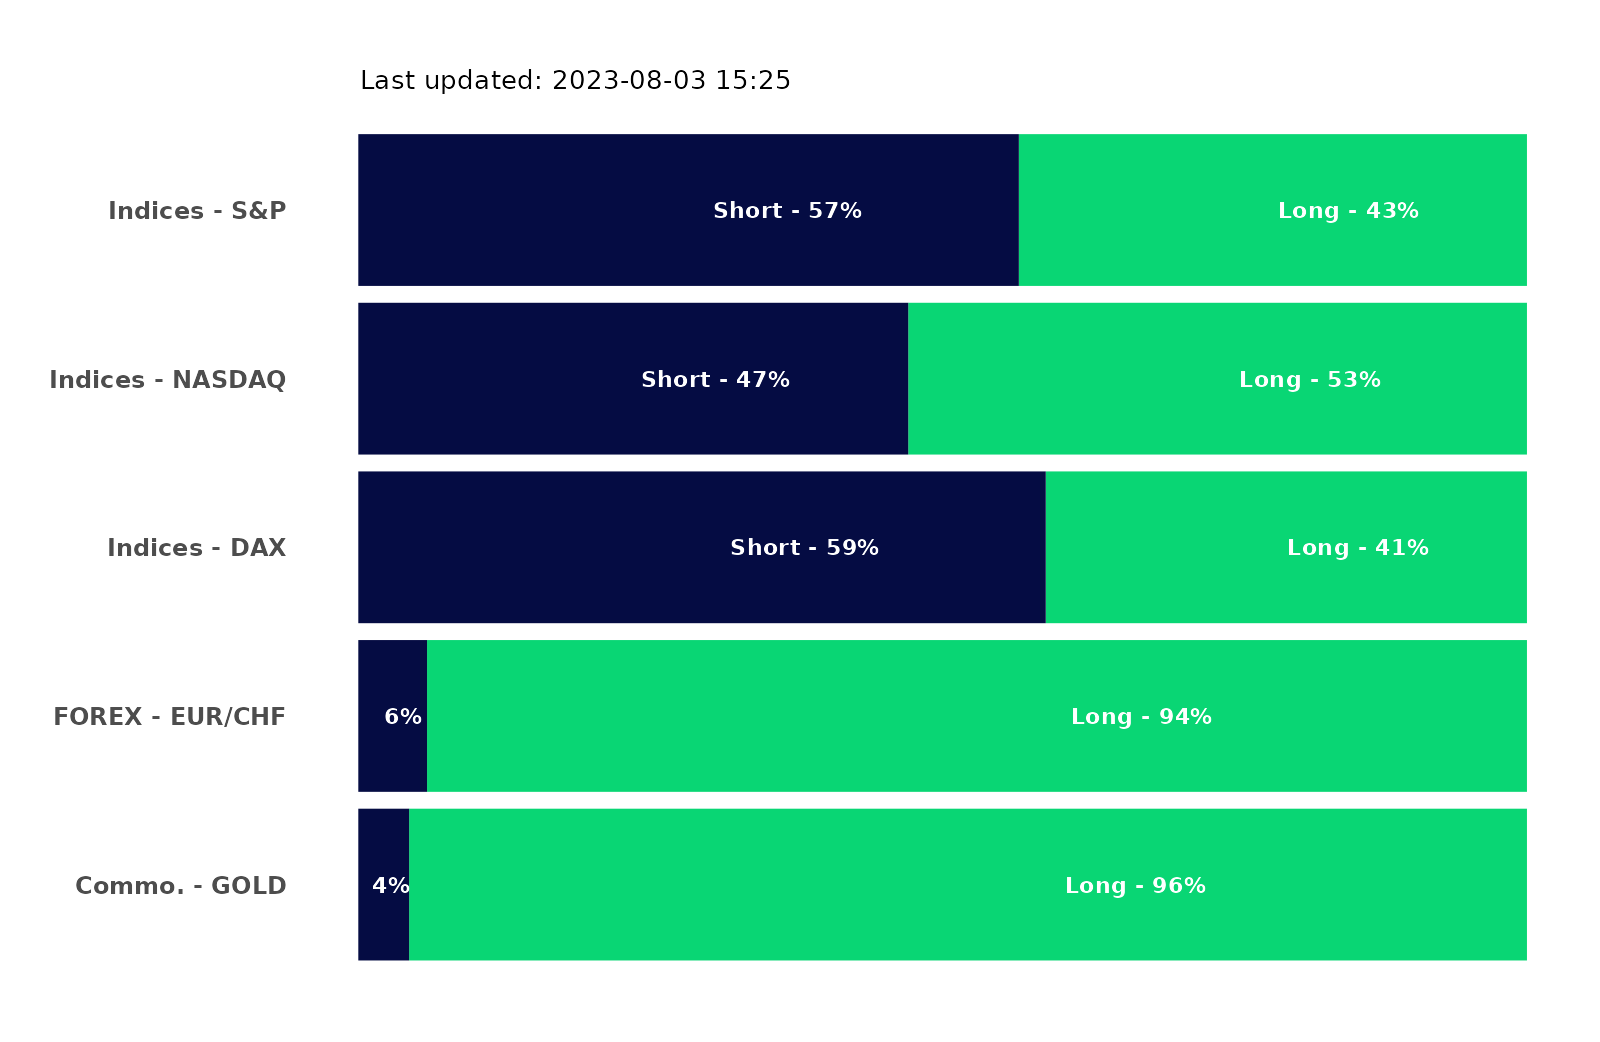 Last updated: 2023-08-03 15:25
Indices - S&P Short - 57% Long - 43%
Indices - NASDAQ Short - 47% Long - 53%
Indices - DAX Short - 59% Long - 41%
FOREX - EUR/CHF 6% Long - 94%
Commo. - GOLD 4% Long - 96%